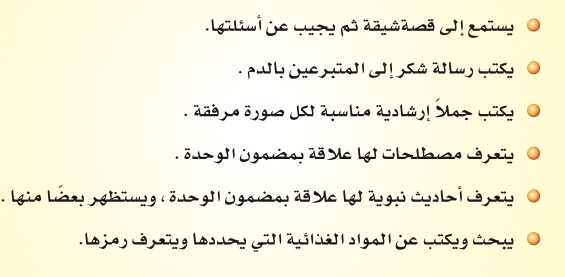 يستمع إلى قصةشيقة ثم يجيب عن أسئلتها.
يكتب رسالة شكر إلى المتبرعين بالدم .
يكتب جملاً إرشادية مناسبة لكل صورة مرفقة .
يتعرف مصطلحات لها علاقة بمضمون الوحدة .
يتعرف أحاديث نبوية لها علاقة بمضمون الوحدة ، ويستظهر بعضًا منها .
يبحث ويكتب عن المواد الغذائية التي يحددها ويتعرف رمزها.